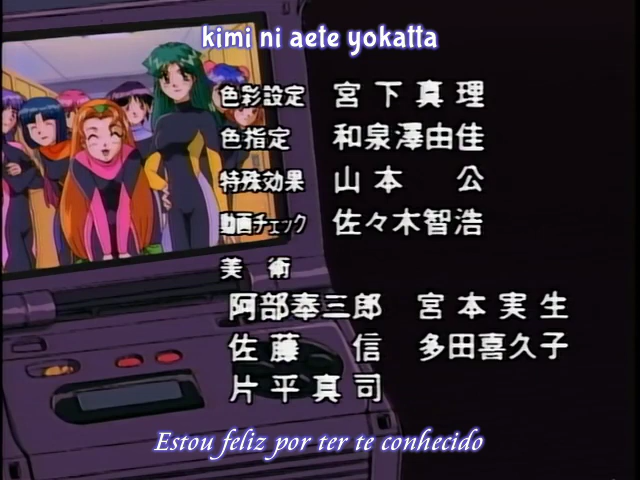 kimi ni aete yokatta
色彩設定 宮下真理
色指定 和泉澤由佳
特殊効果 山本 公
動画チェック 佐々木智浩
美術
阿部泰三郎 宮本実生
佐藤 信 多田喜久子
片平真司
Estou feliz por ter te conhecido